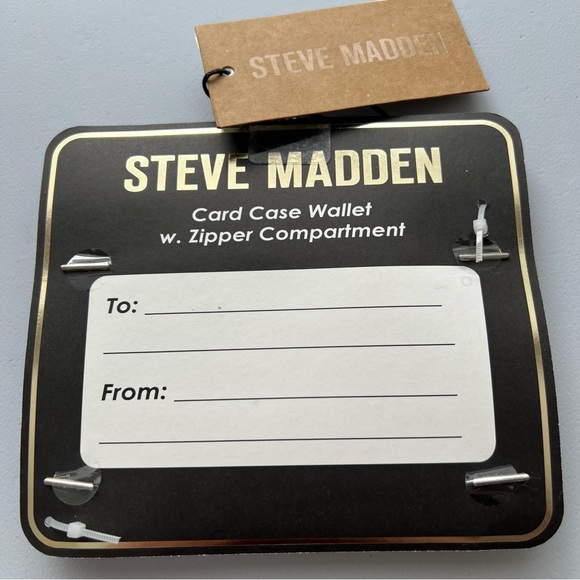 STEVE MADDEN
STEVE MADDEN
Card Case Wallet
w. Zipper Compartment
To:
From: